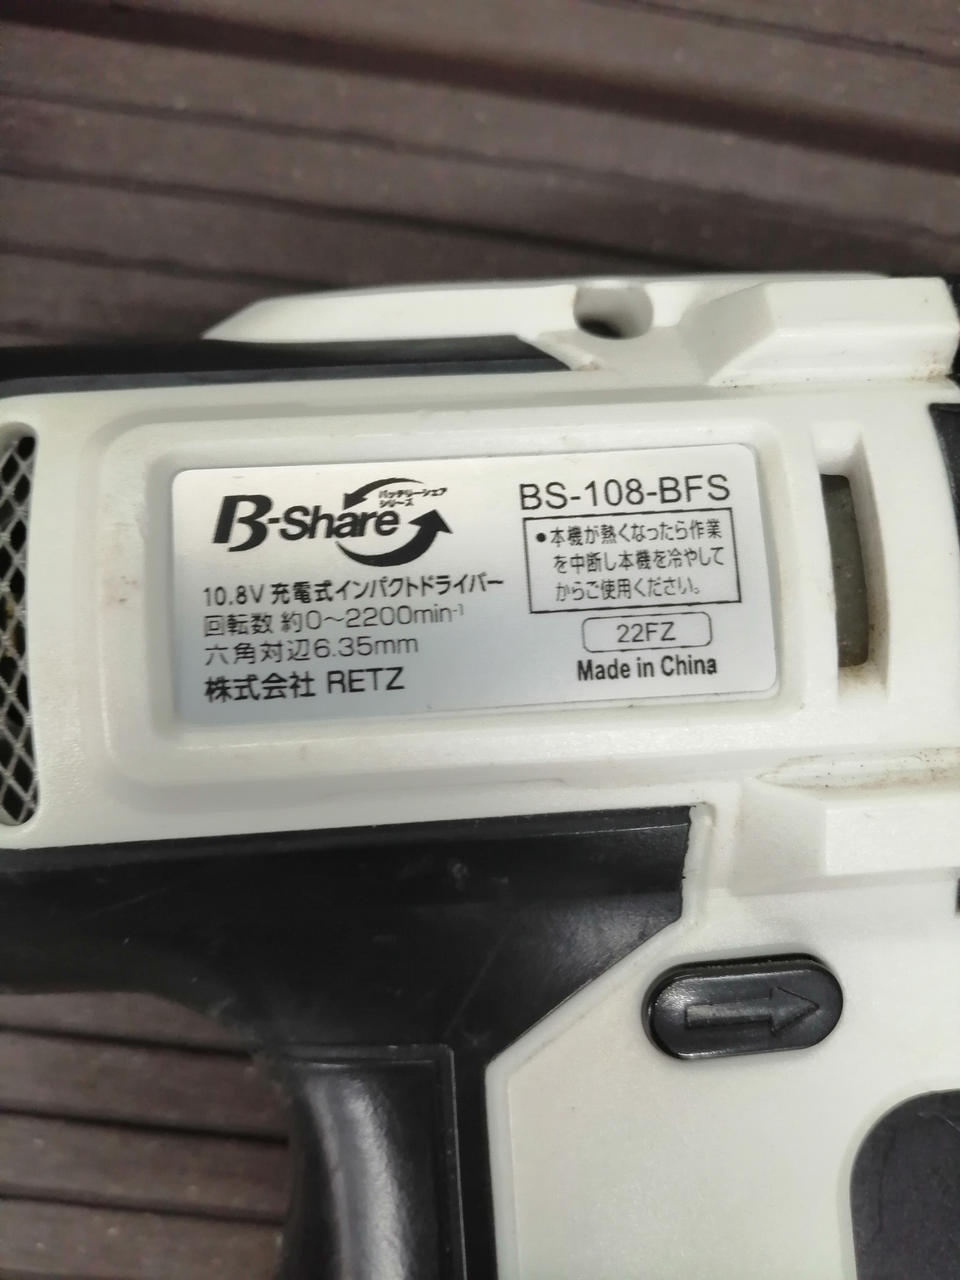 B-Share
バッテリーシェア
シリーズ
10.8V 充電式インパクトドライバー
回転数 約0～2200min⁻¹
六角対辺6.35mm
株式会社 RETZ
BS-108-BFS
●本機が熱くなったら作業
を中断し本機を冷やして
からご使用ください。
22FZ
Made in China